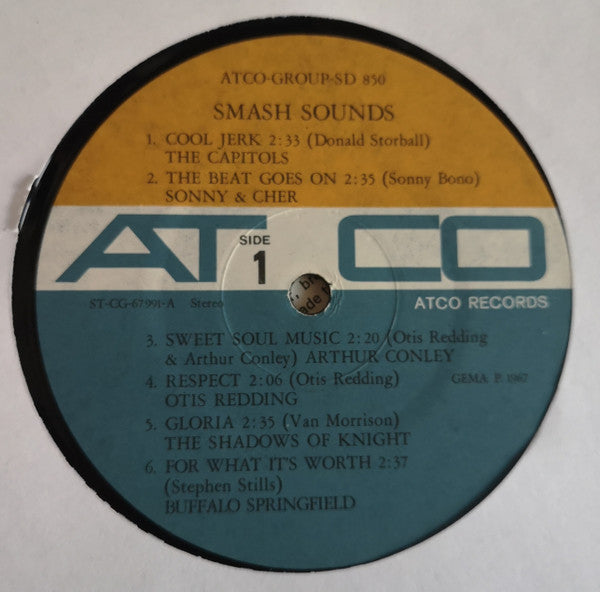 ATCO-GROUP-SD 850
SMASH SOUNDS
1. COOL JERK 2:33 (Donald Storball)
THE CAPITOLS
2. THE BEAT GOES ON 2:35 (Sonny Bono)
SONNY & CHER
ATCO
SIDE
1
ST-CG-67991-A Stereo
ATCO RECORDS
3. SWEET SOUL MUSIC 2:20 (Otis Redding
& Arthur Conley) ARTHUR CONLEY
4. RESPECT 2:06 (Otis Redding)
GEMA: P. 1967
OTIS REDDING
5. GLORIA 2:35 (Van Morrison)
THE SHADOWS OF KNIGHT
6. FOR WHAT IT'S WORTH 2:37
(Stephen Stills)
BUFFALO SPRINGFIELD